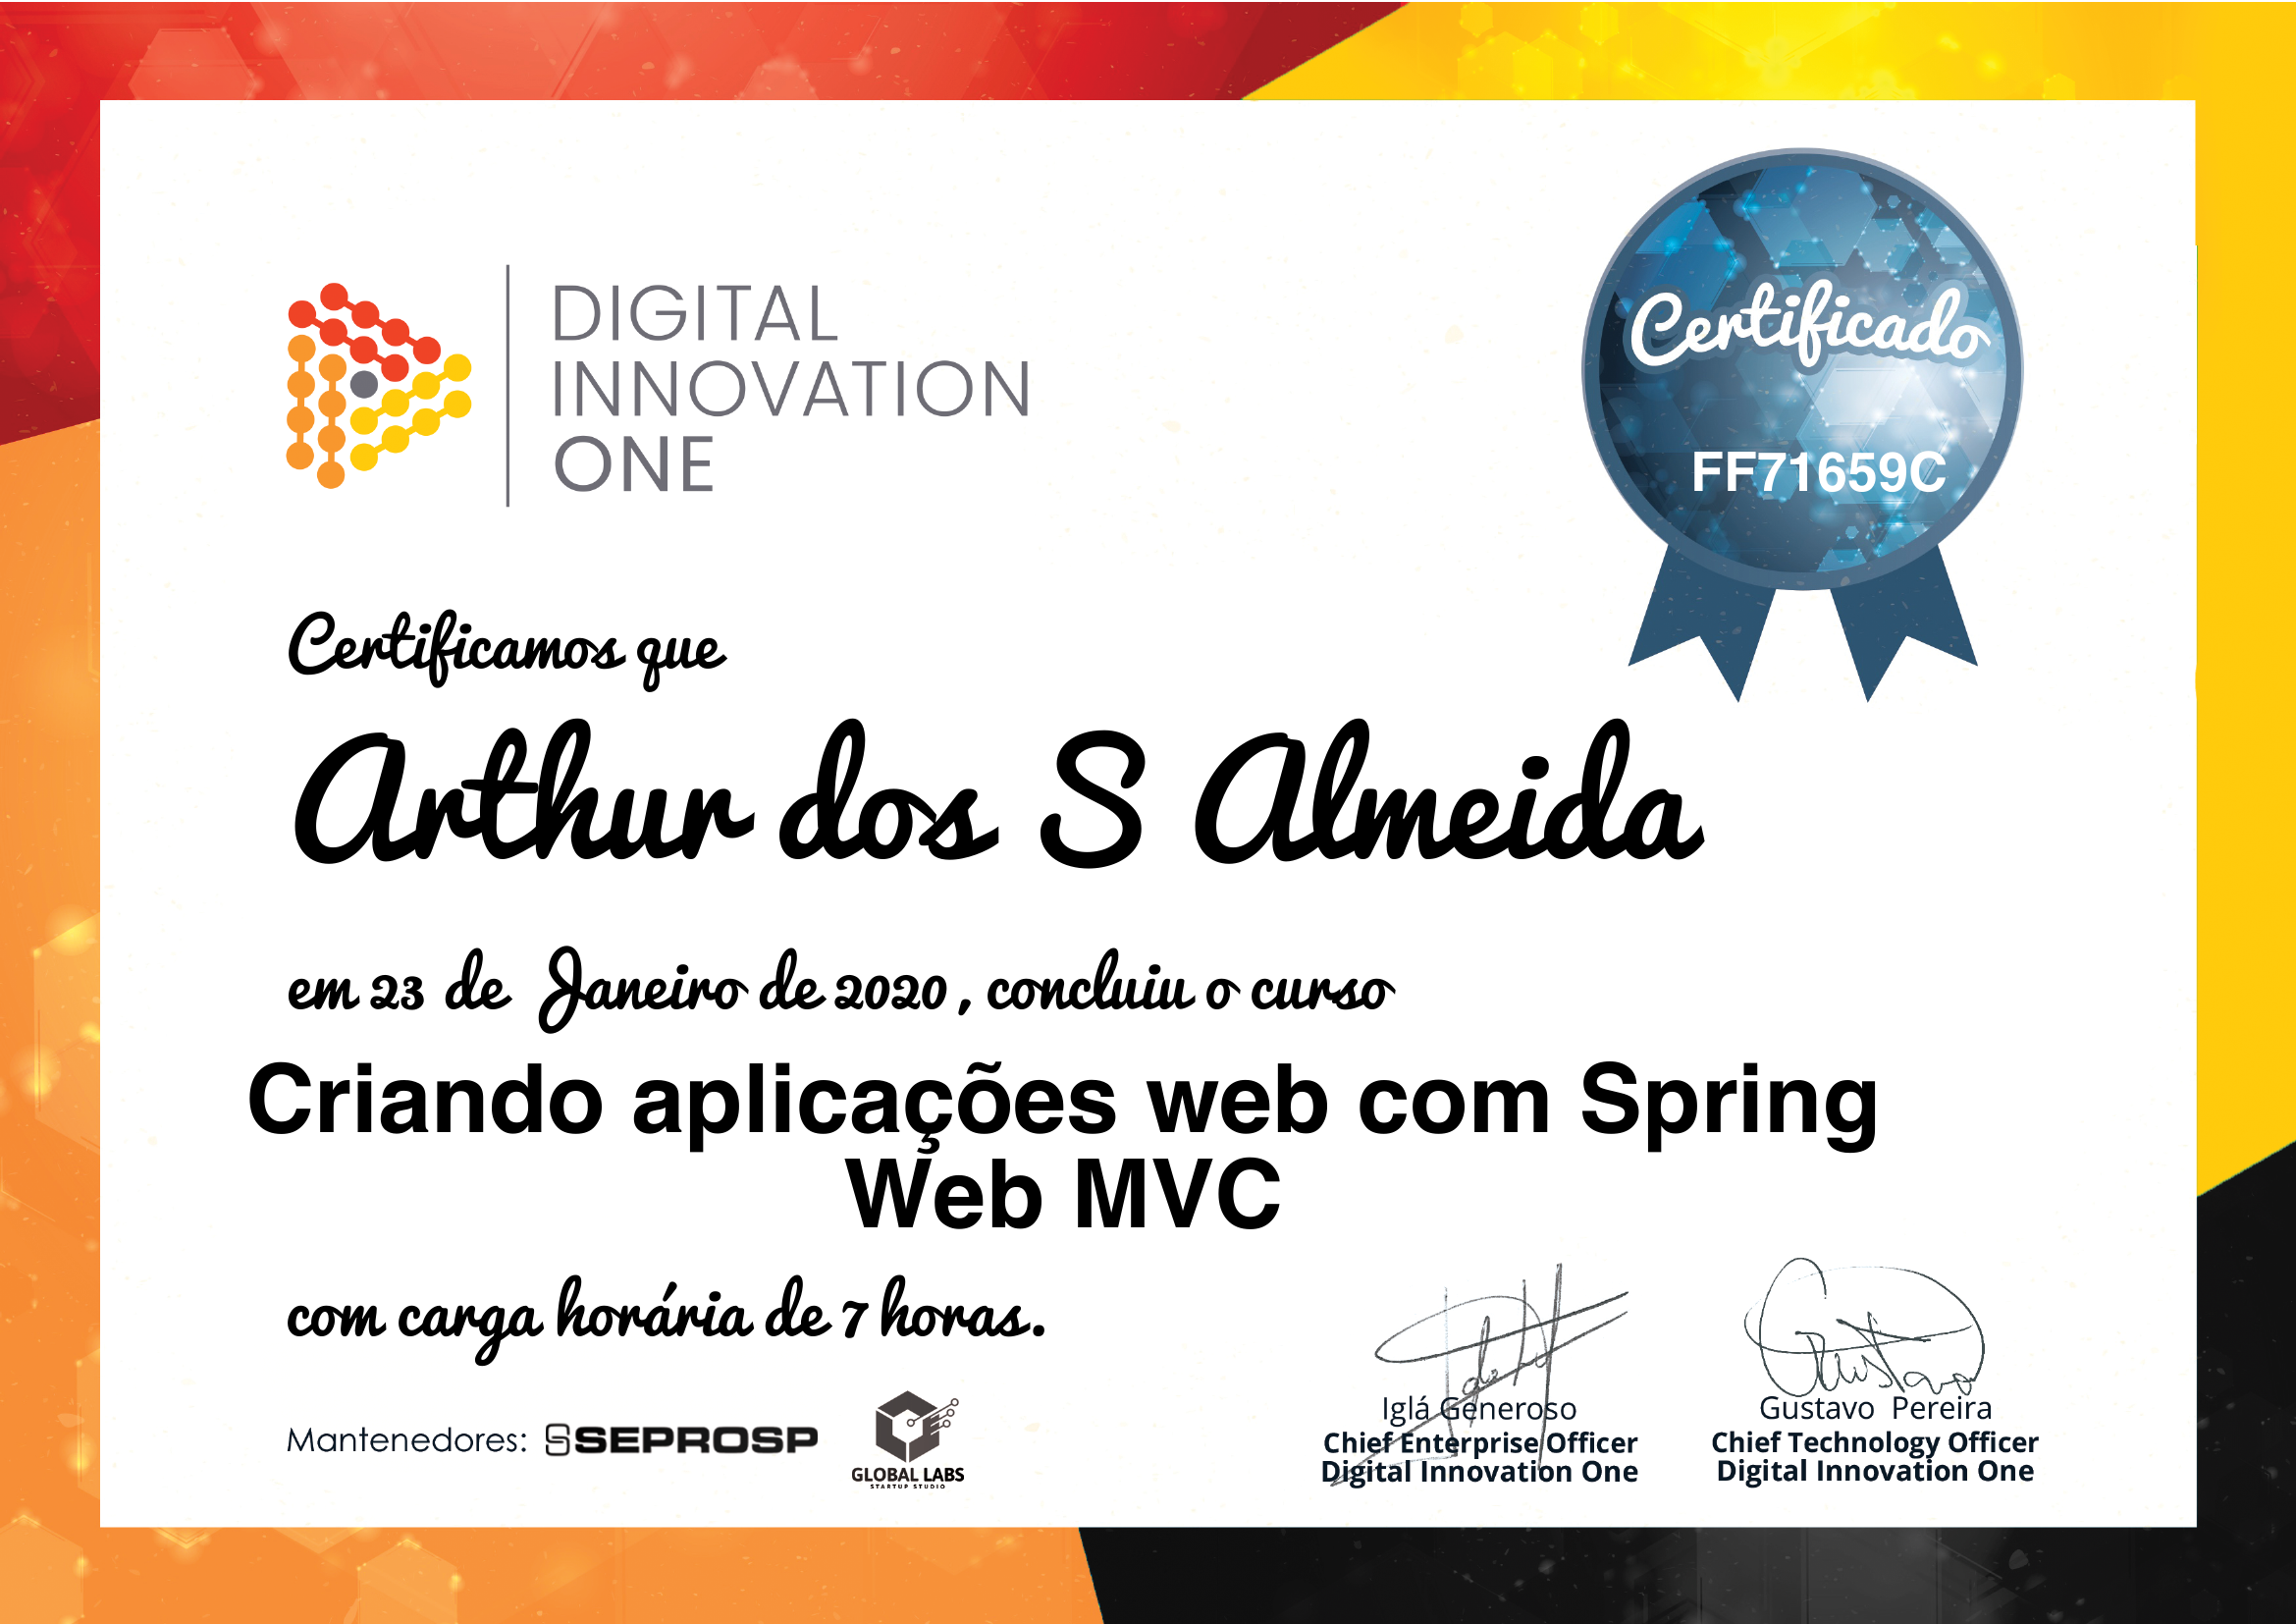 DIGITAL
INNOVATION
ONE
Certificado
FF71659C
Certificamos que
Arthur dos S Almeida
em 23 de Janeiro de 2020 , concluiu o curso
Criando aplicações web com Spring
Web MVC
com carga horária de 7 horas.
Mantenedores: SEPROSP
GLOBAL LABS
STARTUP STUDIO
Iglá Generoso
Chief Enterprise Officer
Digital Innovation One
Gustavo Pereira
Chief Technology Officer
Digital Innovation One